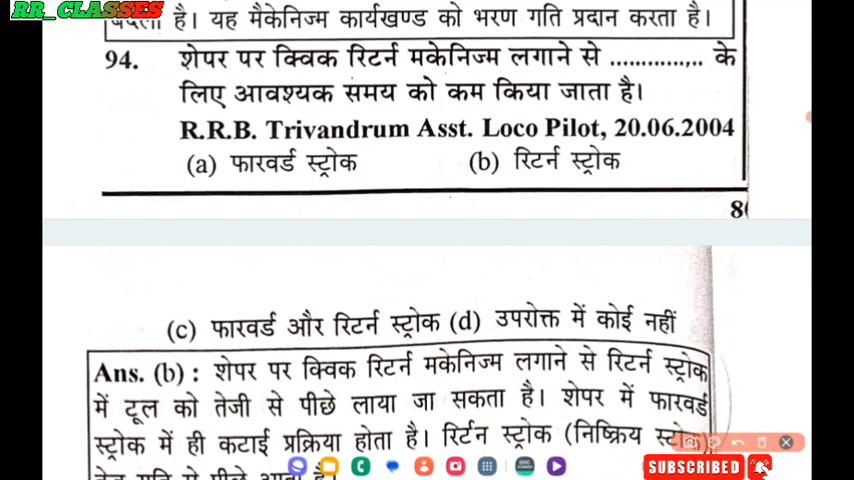 RR_CLASSES
बदला है। यह मैकेनिज्म कार्यखण्ड को भरण गति प्रदान करता है।
94. शेपर पर क्विक रिटर्न मकेनिज्म लगाने से ................ के
लिए आवश्यक समय को कम किया जाता है।
R.R.B. Trivandrum Asst. Loco Pilot, 20.06.2004
(a) फारवर्ड स्ट्रोक (b) रिटर्न स्ट्रोक
(c) फारवर्ड और रिटर्न स्ट्रोक (d) उपरोक्त में कोई नहीं
Ans. (b) : शेपर पर क्विक रिटर्न मकेनिज्म लगाने से रिटर्न स्ट्रोक
में टूल को तेजी से पीछे लाया जा सकता है। शेपर में फारवर्ड
स्ट्रोक में ही कटाई प्रक्रिया होता है। रिर्टन स्ट्रोक (निष्क्रिय स्टोक)
SUBSCRIBED